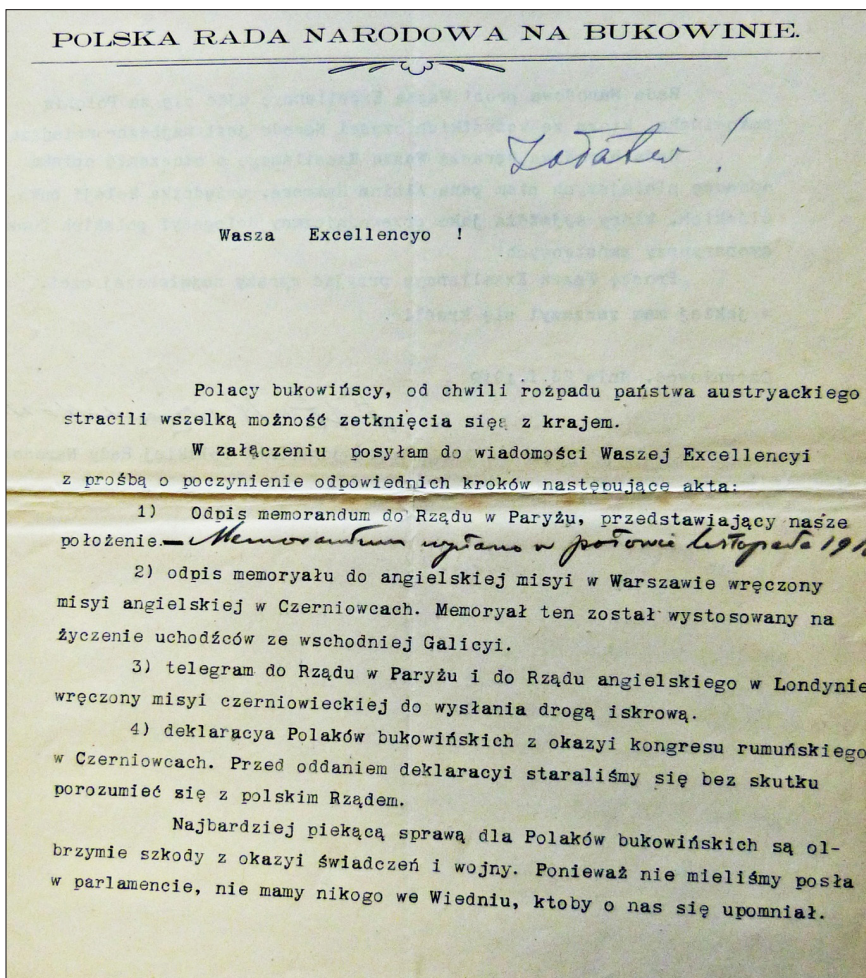 POLSKA RADA NARODOWA NA BUKOWINIE.
Wasza Excellencyo !
Polacy bukowińscy, od chwili rozpadu państwa austryackiego
stracili wszelką możność zetknięcia się z krajem.
W załączeniu posyłam do wiadomości Waszej Excellencyi
z prośbą o poczynienie odpowiednich kroków następujące akta:
1) Odpis memorandum do Rządu w Paryżu, przedstawiający nasze
położenie.— Memorandum wysłano w połowie listopada
2) odpis memoryału do angielskiej misyi w Warszawie wręczony
misyi angielskiej w Czerniowcach. Memoryał ten został wystosowany na
życzenie uchodźców ze wschodniej Galicyi.
3) telegram do Rządu w Paryżu i do Rządu angielskiego w Londynie
wręczony misyi czerniowieckiej do wysłania drogą iskrową.
4) deklaracya Polaków bukowińskich z okazyi kongresu rumuńskiego
w Czerniowcach. Przed oddaniem deklaracyi staraliśmy się bez skutku
porozumieć się z polskim Rządem.
Najbardziej piekącą sprawą dla Polaków bukowińskich są ol-
brzymie szkody z okazyi świadczeń i wojny. Ponieważ nie mieliśmy posła
w parlamencie, nie mamy nikogo we Wiedniu, ktoby o nas się upomniał.